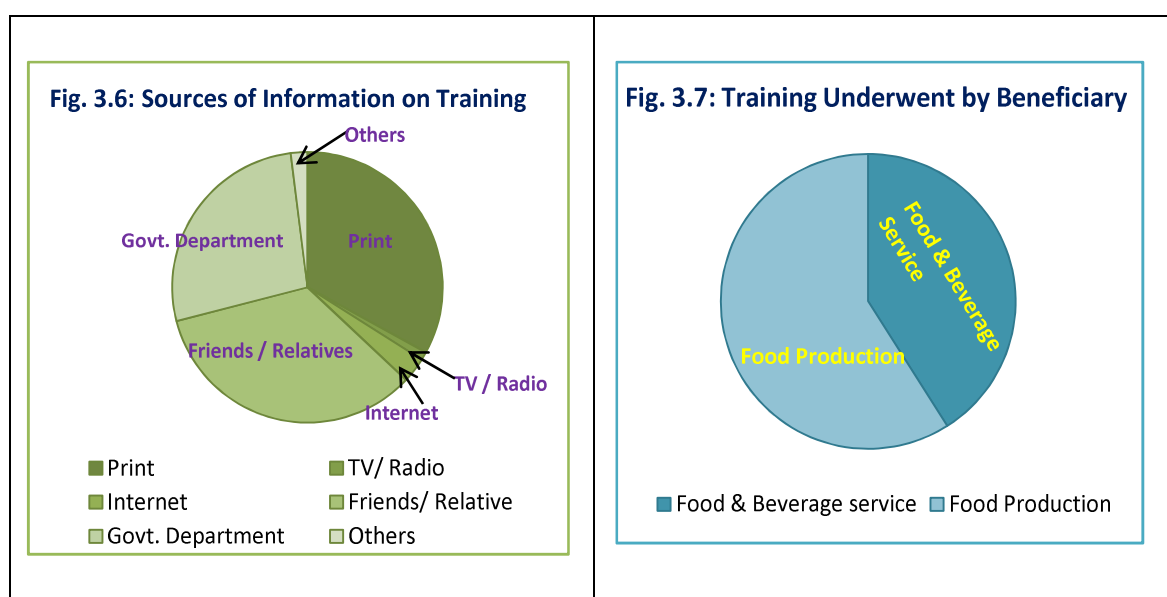 Fig. 3.6: Sources of Information on Training
Others
Govt. Department
Print
Friends / Relatives
TV / Radio
Internet
Print
TV/ Radio
Internet
Friends/ Relative
Govt. Department
Others
Fig. 3.7: Training Underwent by Beneficiary
Food & Beverage
Service
Food Production
Food & Beverage service
Food Production